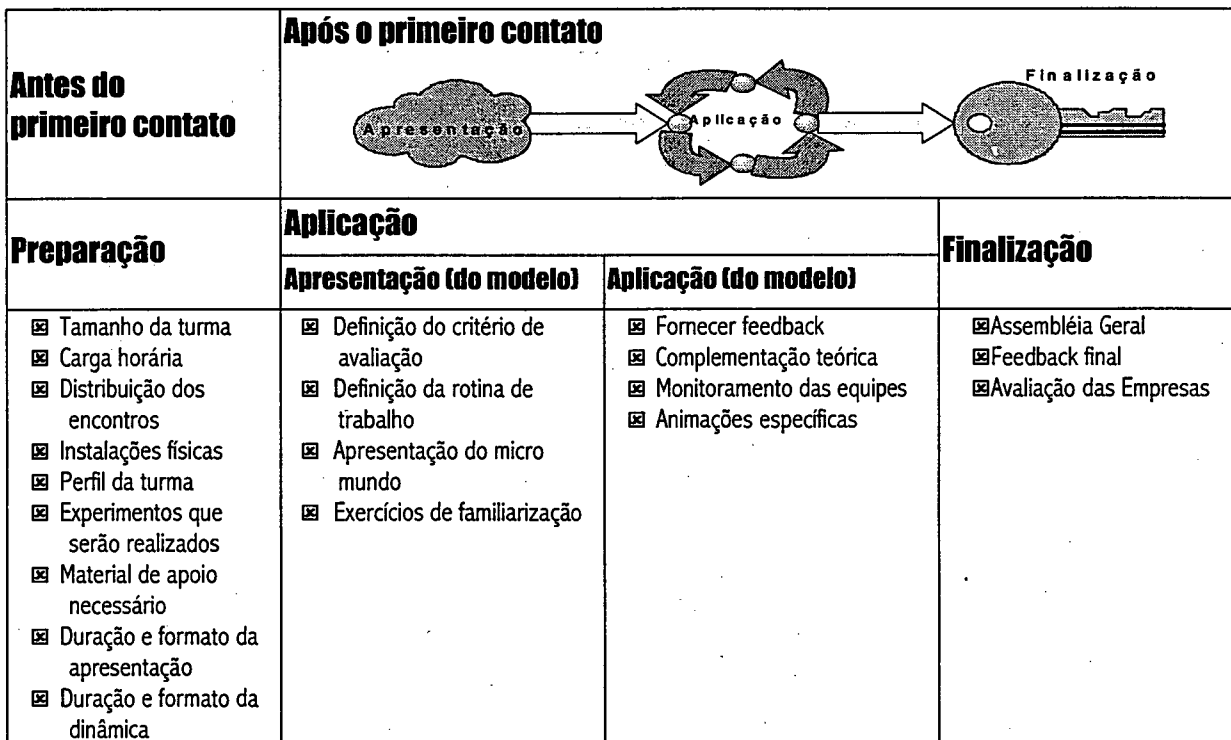 Antes do
primeiro contato
Após o primeiro contato
Apresentação
Aplicação
Finalização
Preparação
Aplicação
Apresentação (do modelo)
Aplicação (do modelo)
Finalização
Tamanho da turma
Carga horária
Distribuição dos
encontros
Instalações físicas
Perfil da turma
Experimentos que
serão realizados
Material de apoio
necessário
Duração e formato da
apresentação
Duração e formato da
dinâmica
Definição do critério de
avaliação
Definição da rotina de
trabalho
Apresentação do micro
mundo
Exercícios de familiarização
Fornecer feedback
Complementação teórica
Monitoramento das equipes
Animações específicas
Assembléia Geral
Feedback final
Avaliação das Empresas